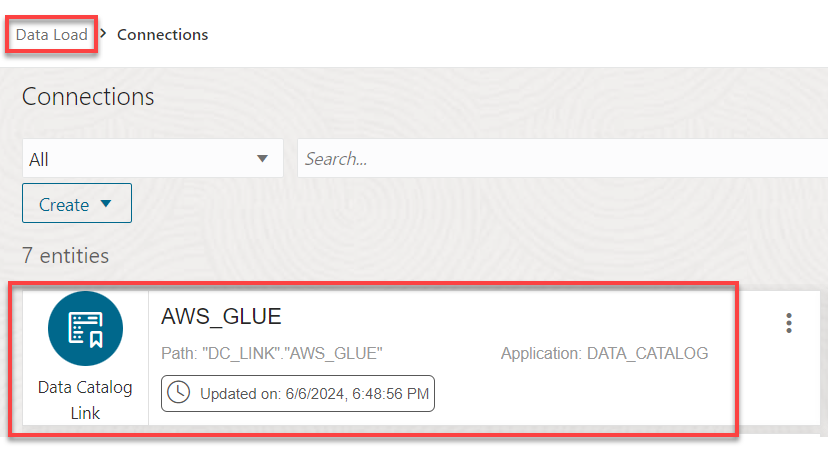 Data Load > Connections
Connections
All
Search...
Create
7 entities
AWS_GLUE
Path: "DC_LINK"."AWS_GLUE" Application: DATA_CATALOG
Data Catalog
Link
Updated on: 6/6/2024, 6:48:56 PM